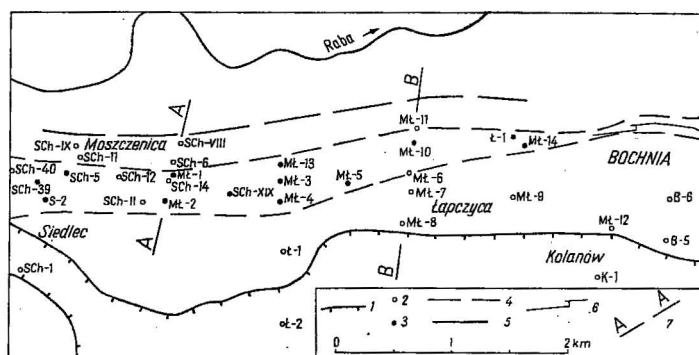 Raba
A
B
SCh-IX
Moszczenica
SCh-VIII
SCh-11
SCh-6
SCh-40
SCh-5
SCh-12
MŁ-1
SCh-14
SCh-39
S-2
SCh-11
MŁ-2
SCh-XIX
MŁ-13
MŁ-3
MŁ-4
MŁ-5
MŁ-11
MŁ-10
MŁ-6
MŁ-7
MŁ-8
MŁ-9
Ł-1
MŁ-14
BOCHNIA
B-6
Łapczyca
MŁ-12
B-5
Siedlec
A
Ł-1
B
Kolanów
SCh-1
K-1
Ł-2
1 2 4 6 A A
3 5 7
0 1 2 km